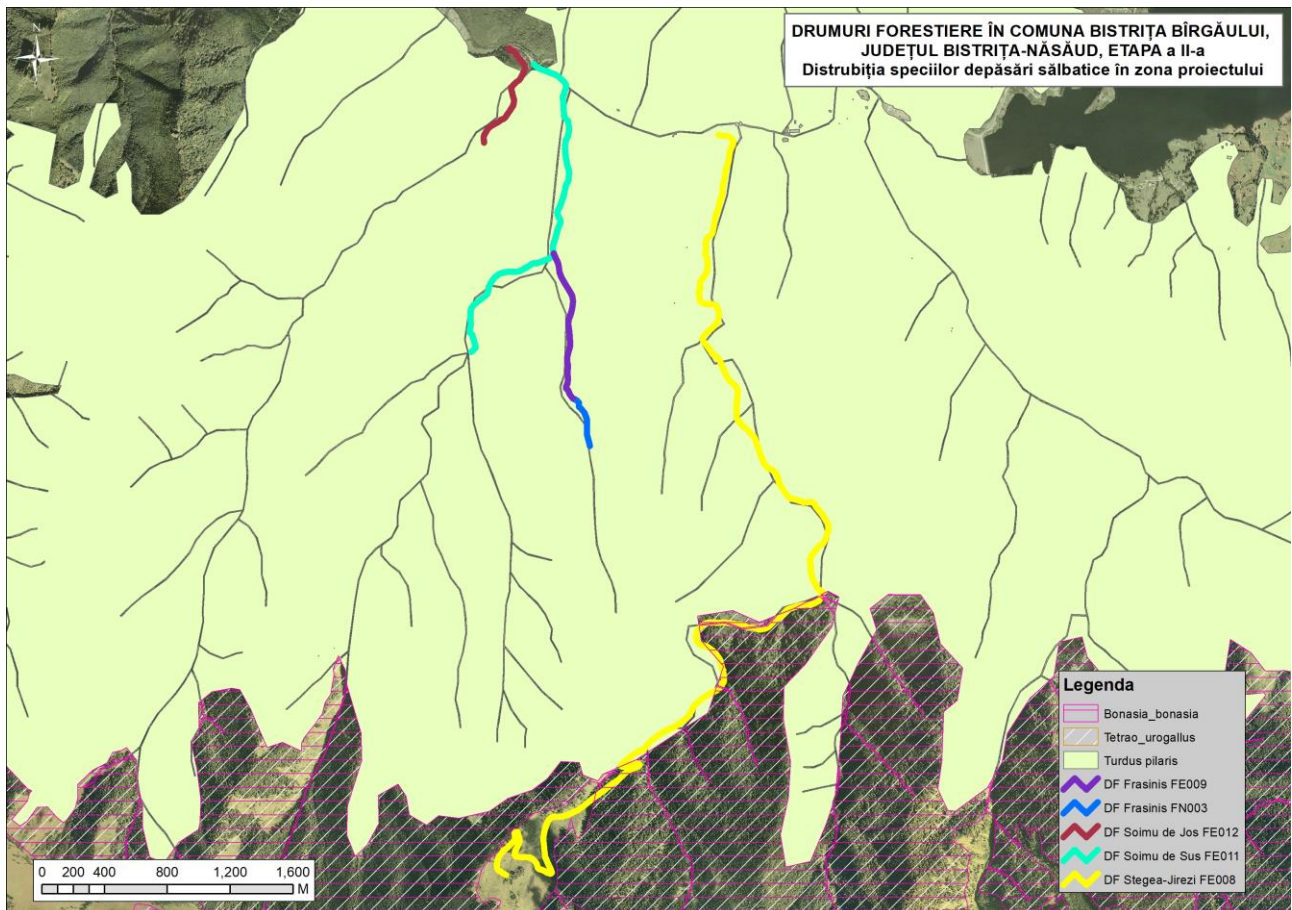 N
DRUMURI FORESTIERE ÎN COMUNA BISTRIȚA BÎRGĂULUI,
JUDEȚUL BISTRIȚA-NĂSĂUD, ETAPA a II-a
Distrubiția speciilor depăsări sălbatice în zona proiectului
Legenda
Bonasia_bonasia
Tetrao_urogallus
Turdus pilaris
DF Frasinis FE009
DF Frasinis FN003
DF Soimu de Jos FE012
DF Soimu de Sus FE011
DF Stegea-Jirezi FE008
0 200 400 800 1,200 1,600
M